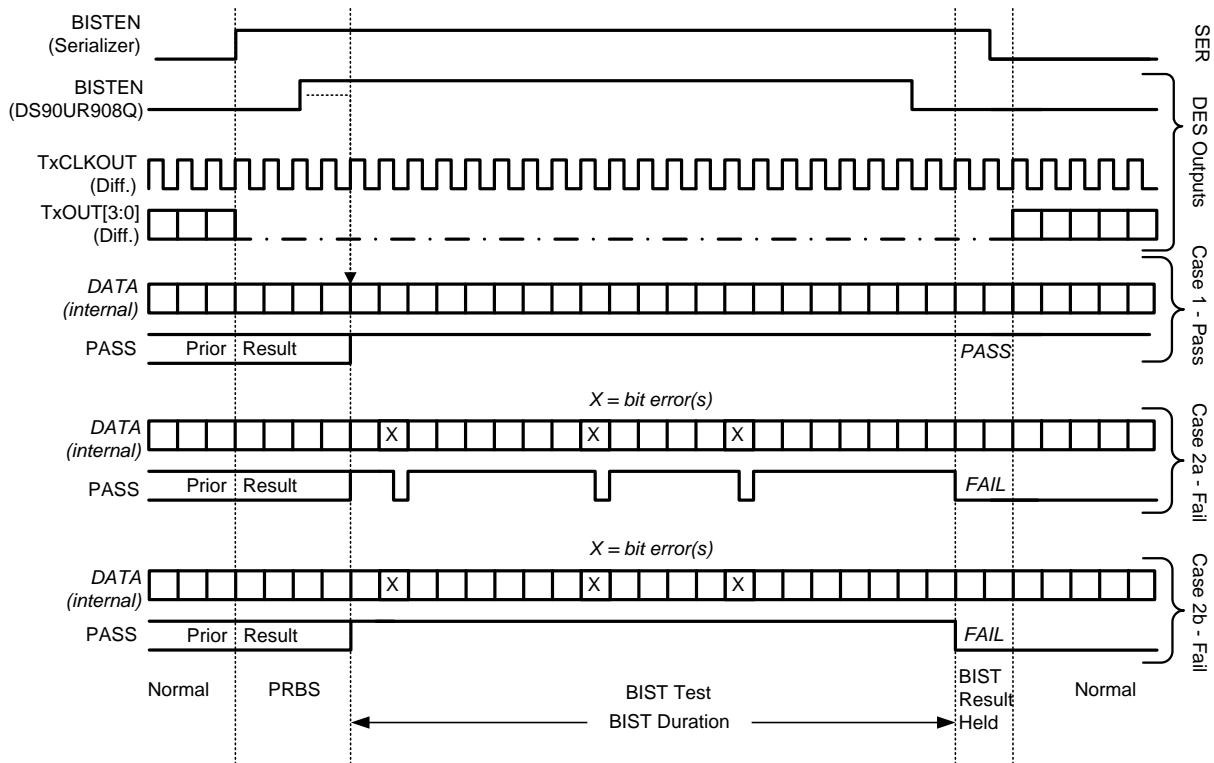 BISTEN
(Serializer)
SER
BISTEN
(DS90UR908Q)
DES Outputs
TxCLKOUT
(Diff.)
TxOUT[3:0]
(Diff.)
DATA
(internal)
Case 1 - Pass
PASS
Prior Result
PASS
X = bit error(s)
DATA
(internal)
X
X
X
Case 2a - Fail
PASS
Prior Result
FAIL
X = bit error(s)
DATA
(internal)
X
X
X
Case 2b - Fail
PASS
Prior Result
FAIL
Normal
PRBS
BIST Test
BIST Duration
BIST
Result
Held
Normal